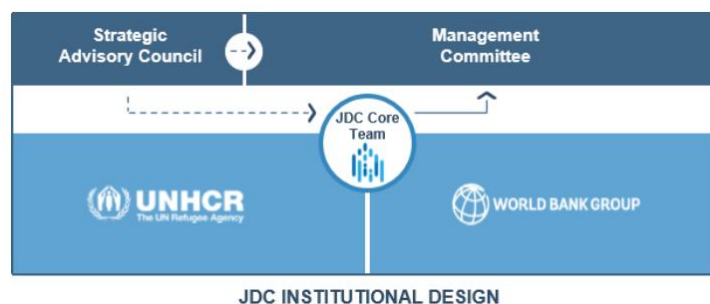 Strategic
Advisory Council
Management
Committee
JDC Core
Team
UNHCR
The UN Refugee Agency
WORLD BANK GROUP
JDC INSTITUTIONAL DESIGN